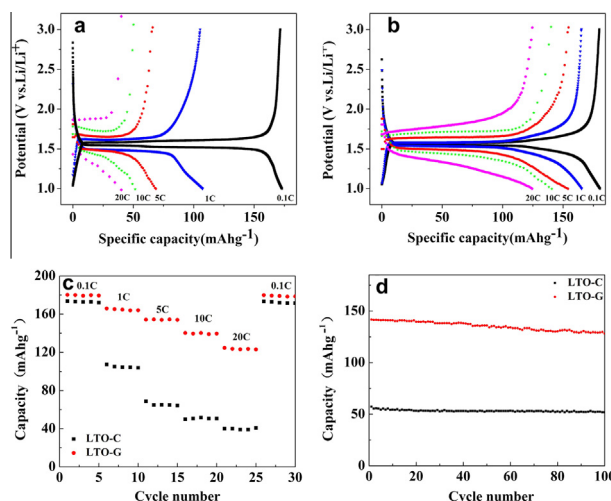 a
Potential (V vs.Li/Li+)
3.0
2.5
2.0
1.5
1.0
20C 10C 5C 1C 0.1C
0 50 100 150
Specific capacity(mAhg-1)
b
Potential (V vs.Li/Li+)
3.0
2.5
2.0
1.5
1.0
20C 10C 5C 1C 0.1C
0 50 100 150
Specific capacity(mAhg-1)
c
Capacity (mAhg-1)
180
160
120
80
40
0
0.1C 0.1C
1C
5C
10C
20C
LTO-C
LTO-G
0 5 10 15 20 25 30
Cycle number
d
Capacity (mAhg-1)
150
100
50
0
LTO-C
LTO-G
0 20 40 60 80 100
Cycle number